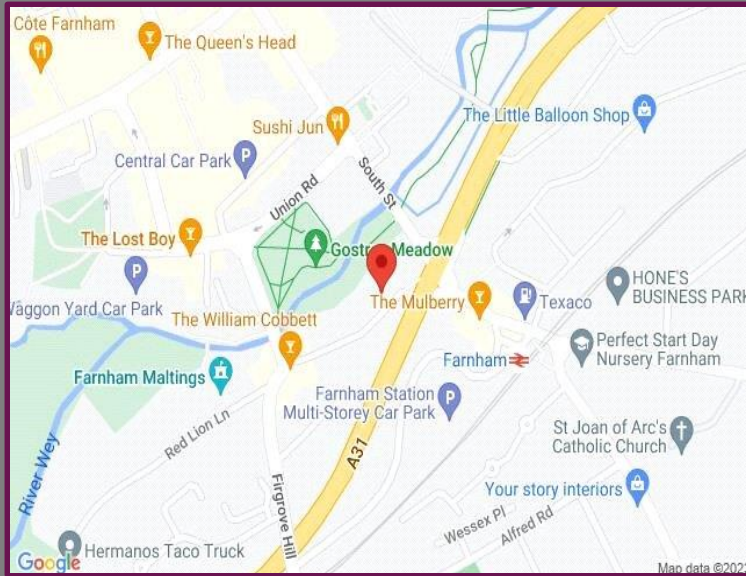 Côte Farnham
The Queen's Head
Sushi Jun
The Little Balloon Shop
Central Car Park
P
South St
Union Rd
The Lost Boy
Gostrey Meadow
P
Waggon Yard Car Park
The Mulberry
Texaco
HONE'S
BUSINESS PARK
The William Cobbett
Farnham
Perfect Start Day
Nursery Farnham
Farnham Maltings
Farnham Station
Multi-Storey Car Park
P
Red Lion Ln
A31
St Joan of Arc's
Catholic Church
River Wey
Firgrove Hill
Your story interiors
Wessex Pl
Alfred Rd
Hermanos Taco Truck
Google
Map data ©202